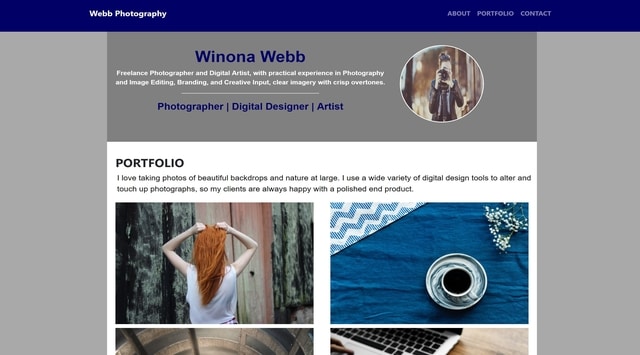 Webb Photography
ABOUT PORTFOLIO CONTACT
Winona Webb
Freelance Photographer and Digital Artist, with practical experience in Photography
and Image Editing, Branding, and Creative Input, clear imagery with crisp overtones.
Photographer | Digital Designer | Artist
PORTFOLIO
I love taking photos of beautiful backdrops and nature at large. I use a wide variety of digital design tools to alter and
touch up photographs, so my clients are always happy with a polished end product.